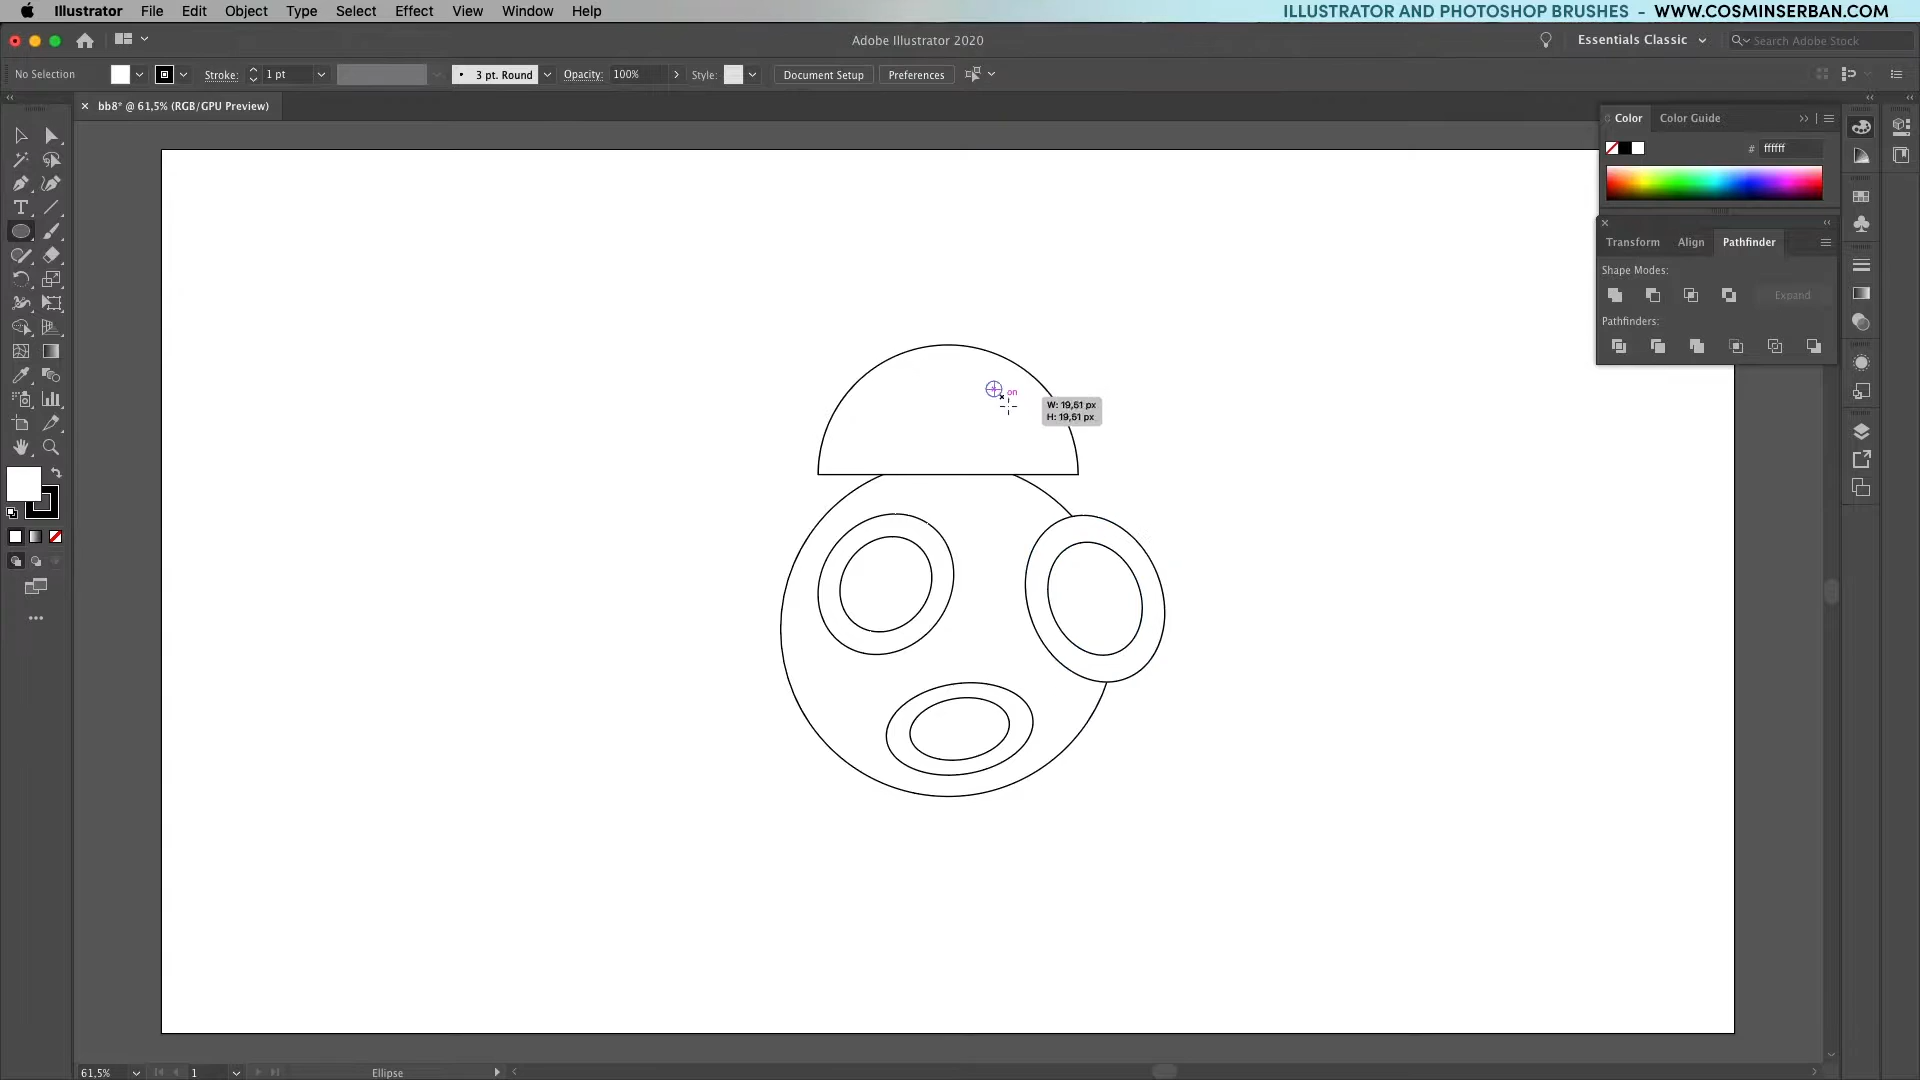 Illustrator File Edit Object Type Select Effect View Window Help
ILLUSTRATOR AND PHOTOSHOP BRUSHES - WWW.COSMINSERBAN.COM
Adobe Illustrator 2020
Essentials Classic
Search Adobe Stock
No Selection
Stroke: 1 pt
3 pt. Round
Opacity: 100%
Style:
Document Setup
Preferences
× bb8* @ 61,5% (RGB/GPU Preview)
Color Color Guide
# ffffff
Transform Align Pathfinder
Shape Modes:
Expand
Pathfinders:
on
W: 19,51 px
H: 19,51 px
61,5%
1
Ellipse